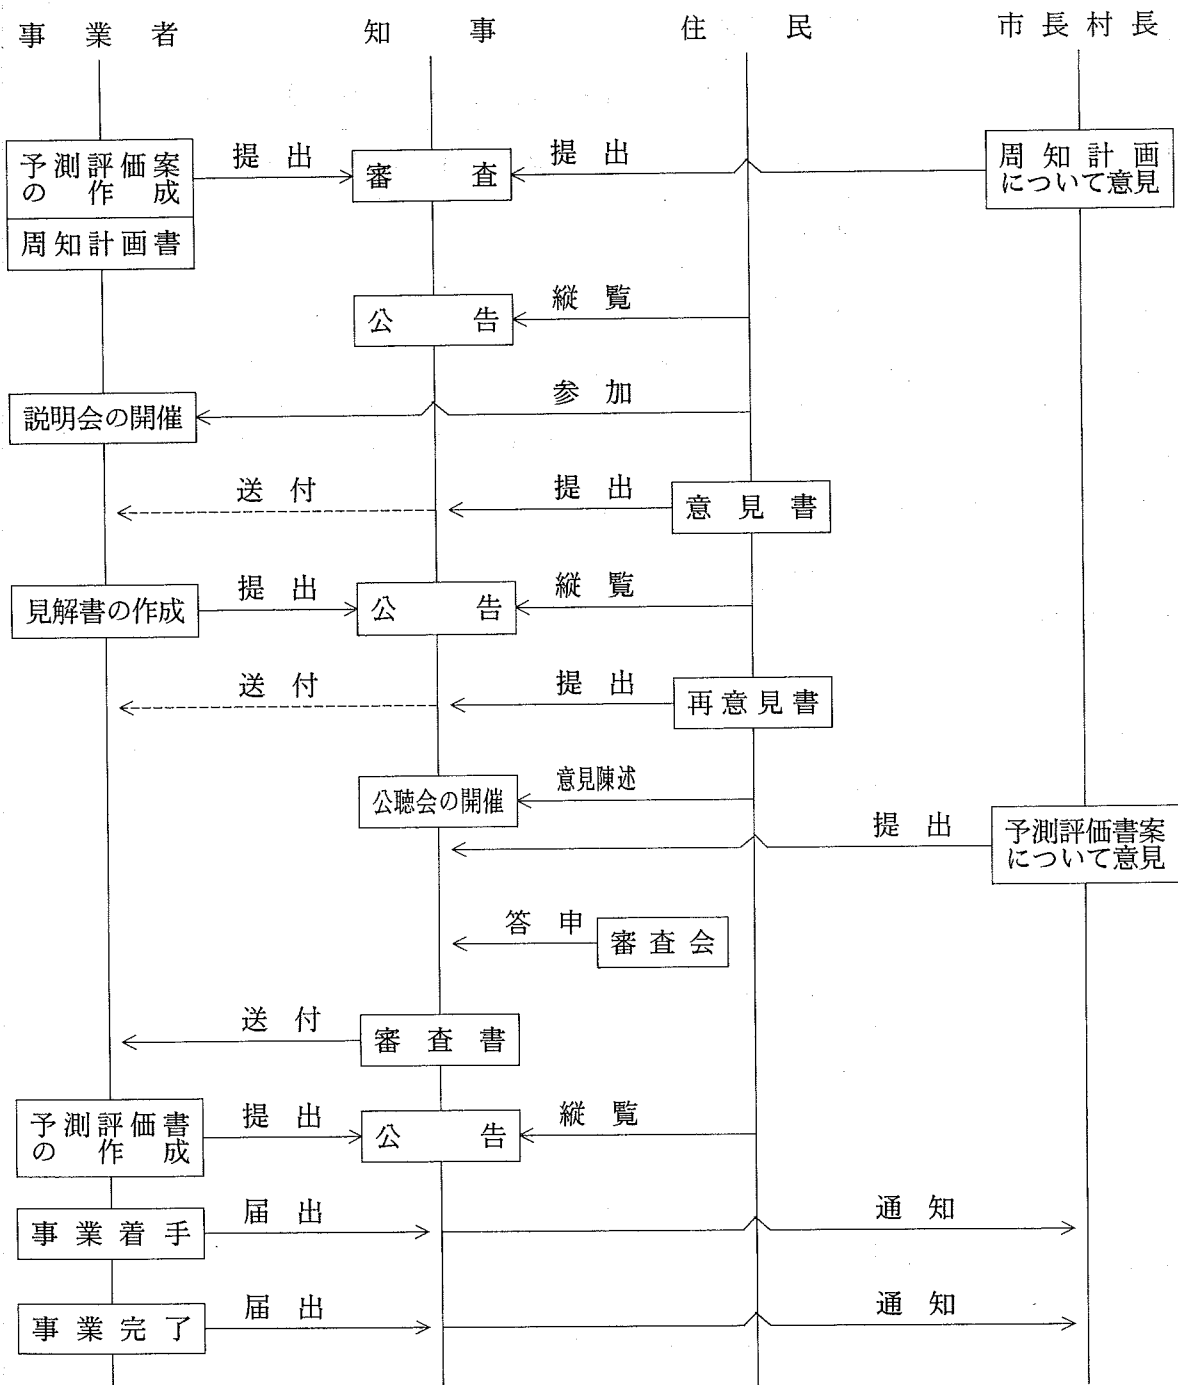 事業者 知事 住民 市長村長
予測評価案
の作成
提出
審査
提出
周知計画
について意見
周知計画書
公告
縦覧
説明会の開催
参加
送付
提出
意見書
見解書の作成
提出
公告
縦覧
送付
提出
再意見書
公聴会の開催
意見陳述
提出
予測評価書案
について意見
答申
審査会
送付
審査書
予測評価書
の作成
提出
公告
縦覧
事業着手
届出
通知
事業完了
届出
通知